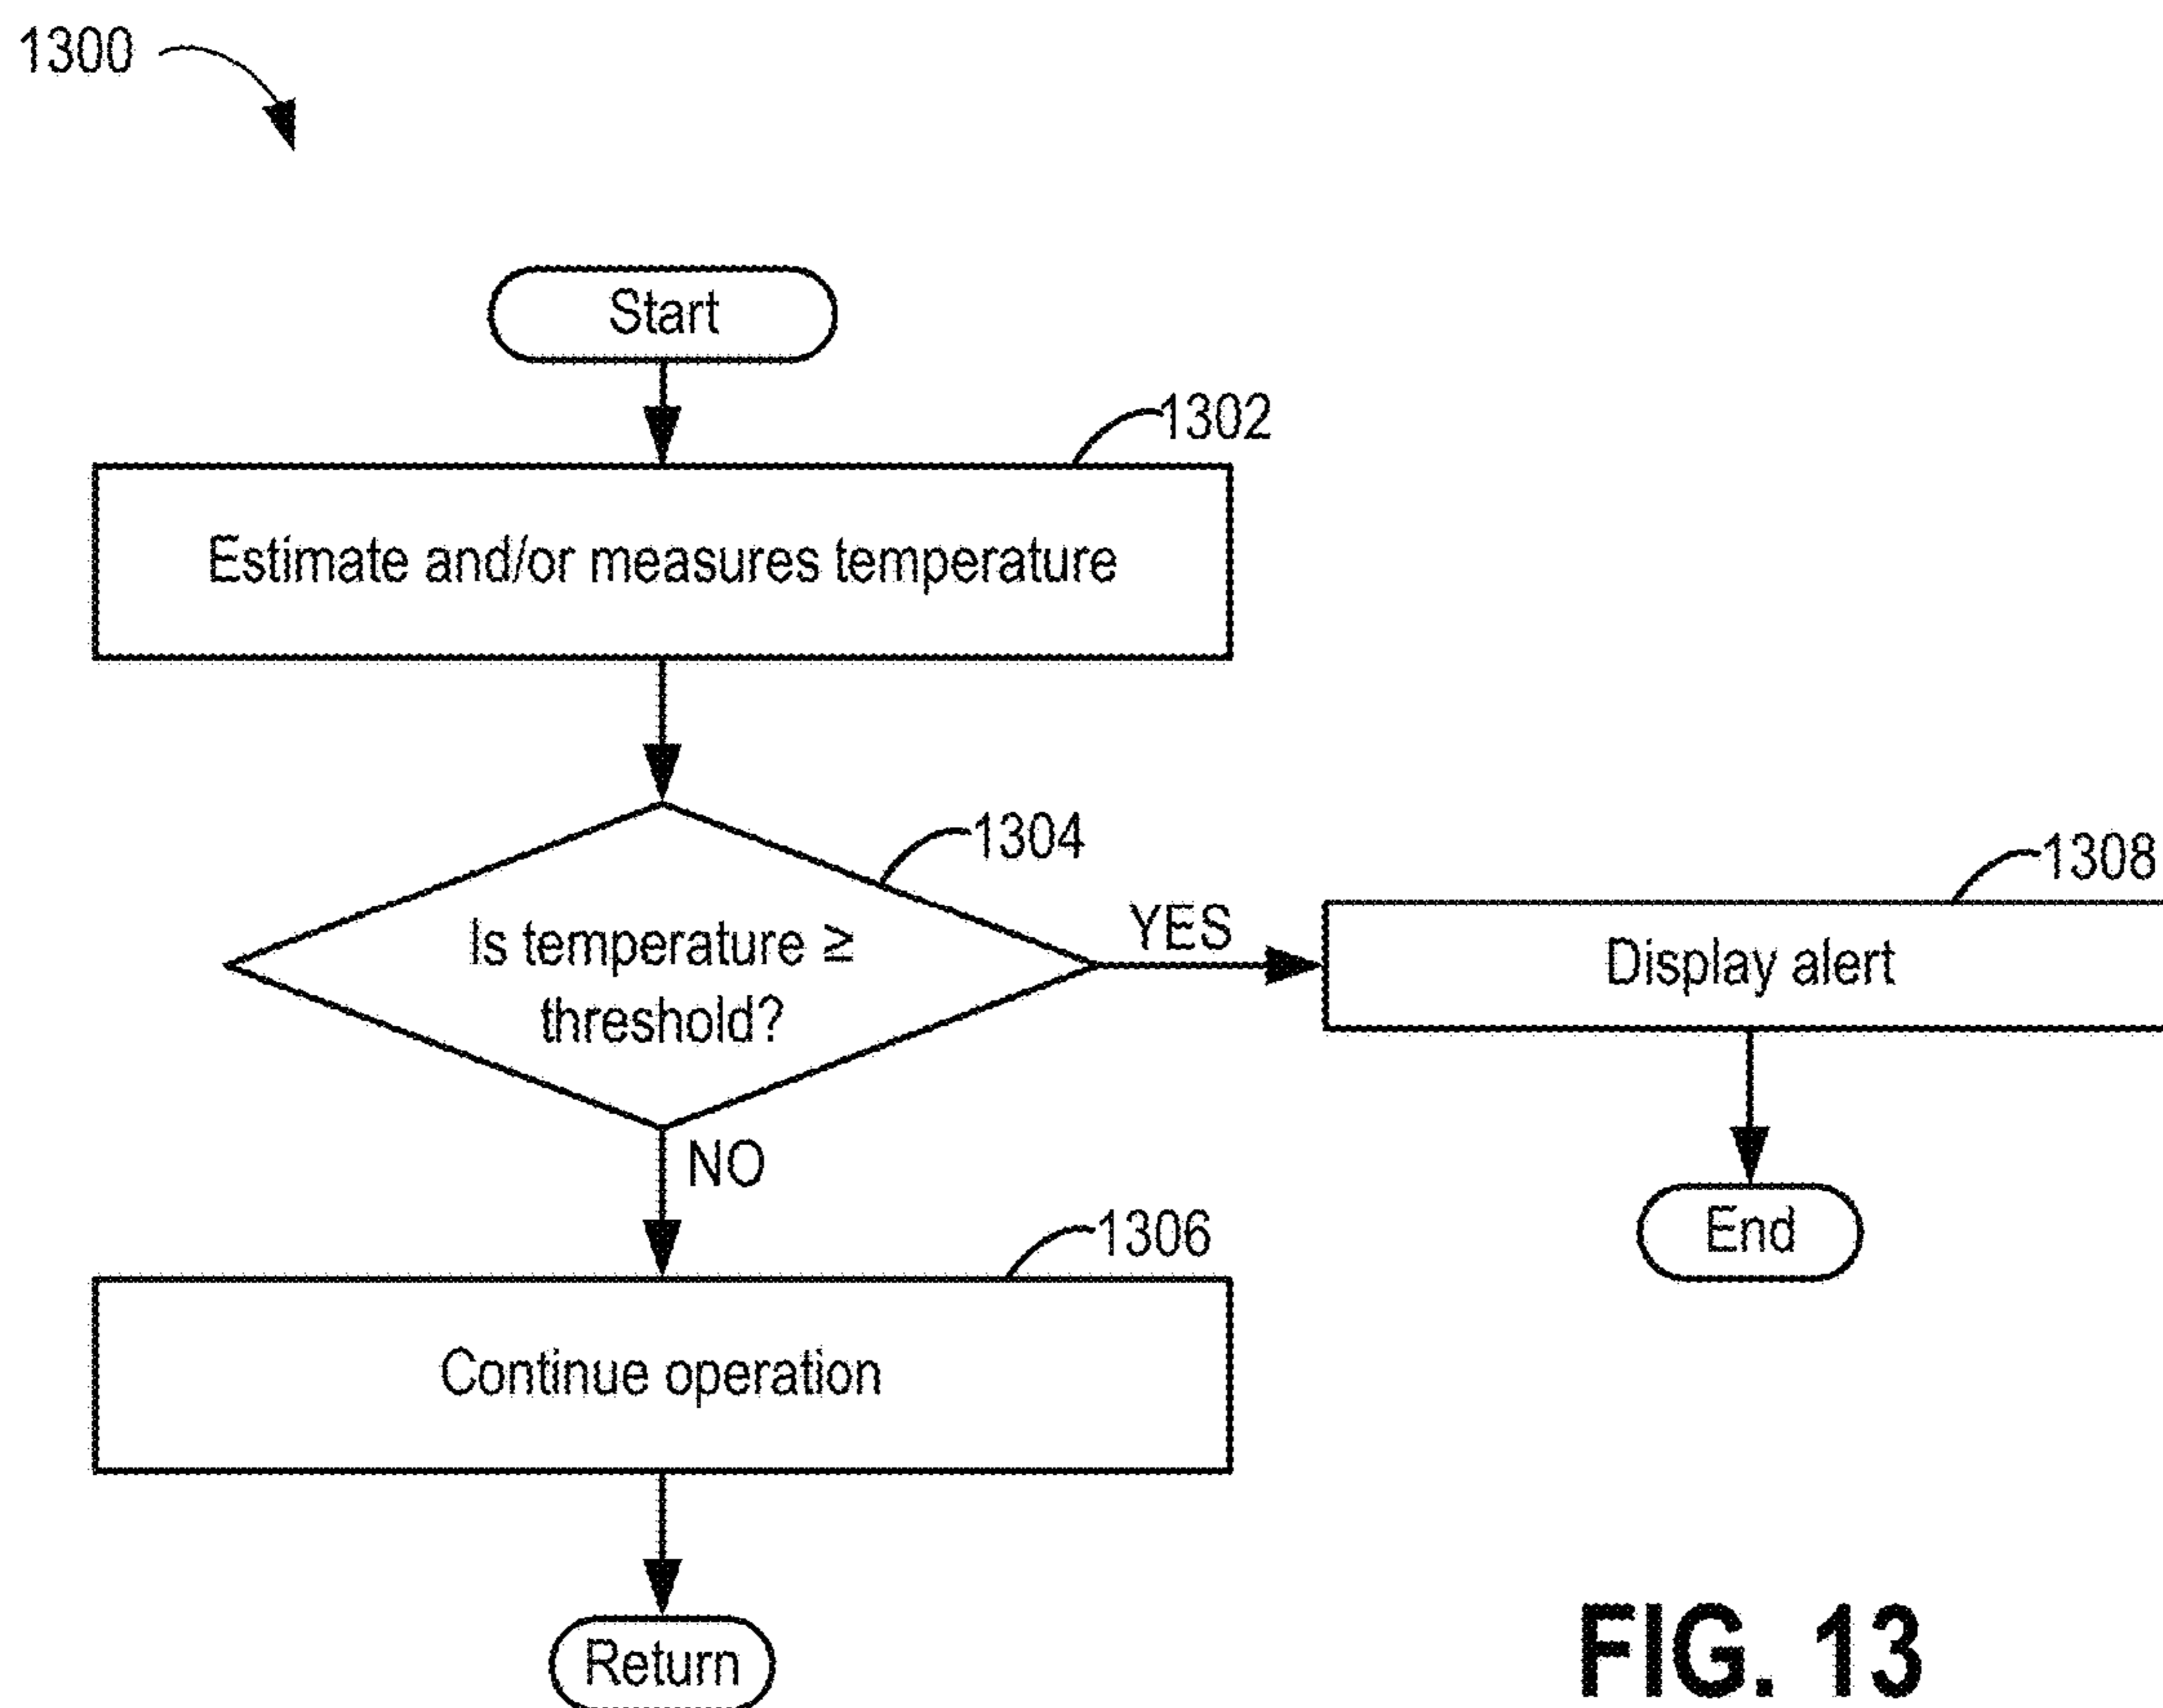 1300
Start
1302
Estimate and/or measures temperature
1304
Is temperature ≥
threshold?
YES
1308
Display alert
NO
End
1306
Continue operation
Return
FIG. 13